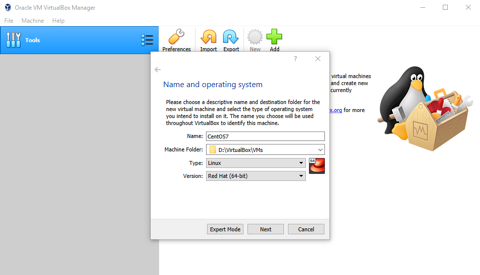 Oracle VM VirtualBox Manager
File Machine Help
Tools
Preferences Import Export New Add
virtual machines
and create new
currently
x.org for more
? ×
Name and operating system
Please choose a descriptive name and destination folder for the
new virtual machine and select the type of operating system
you intend to install on it. The name you choose will be used
throughout VirtualBox to identify this machine.
Name: CentOS7
Machine Folder: D:\VirtualBox\VMs
Type: Linux
Version: Red Hat (64-bit)
Expert Mode Next Cancel